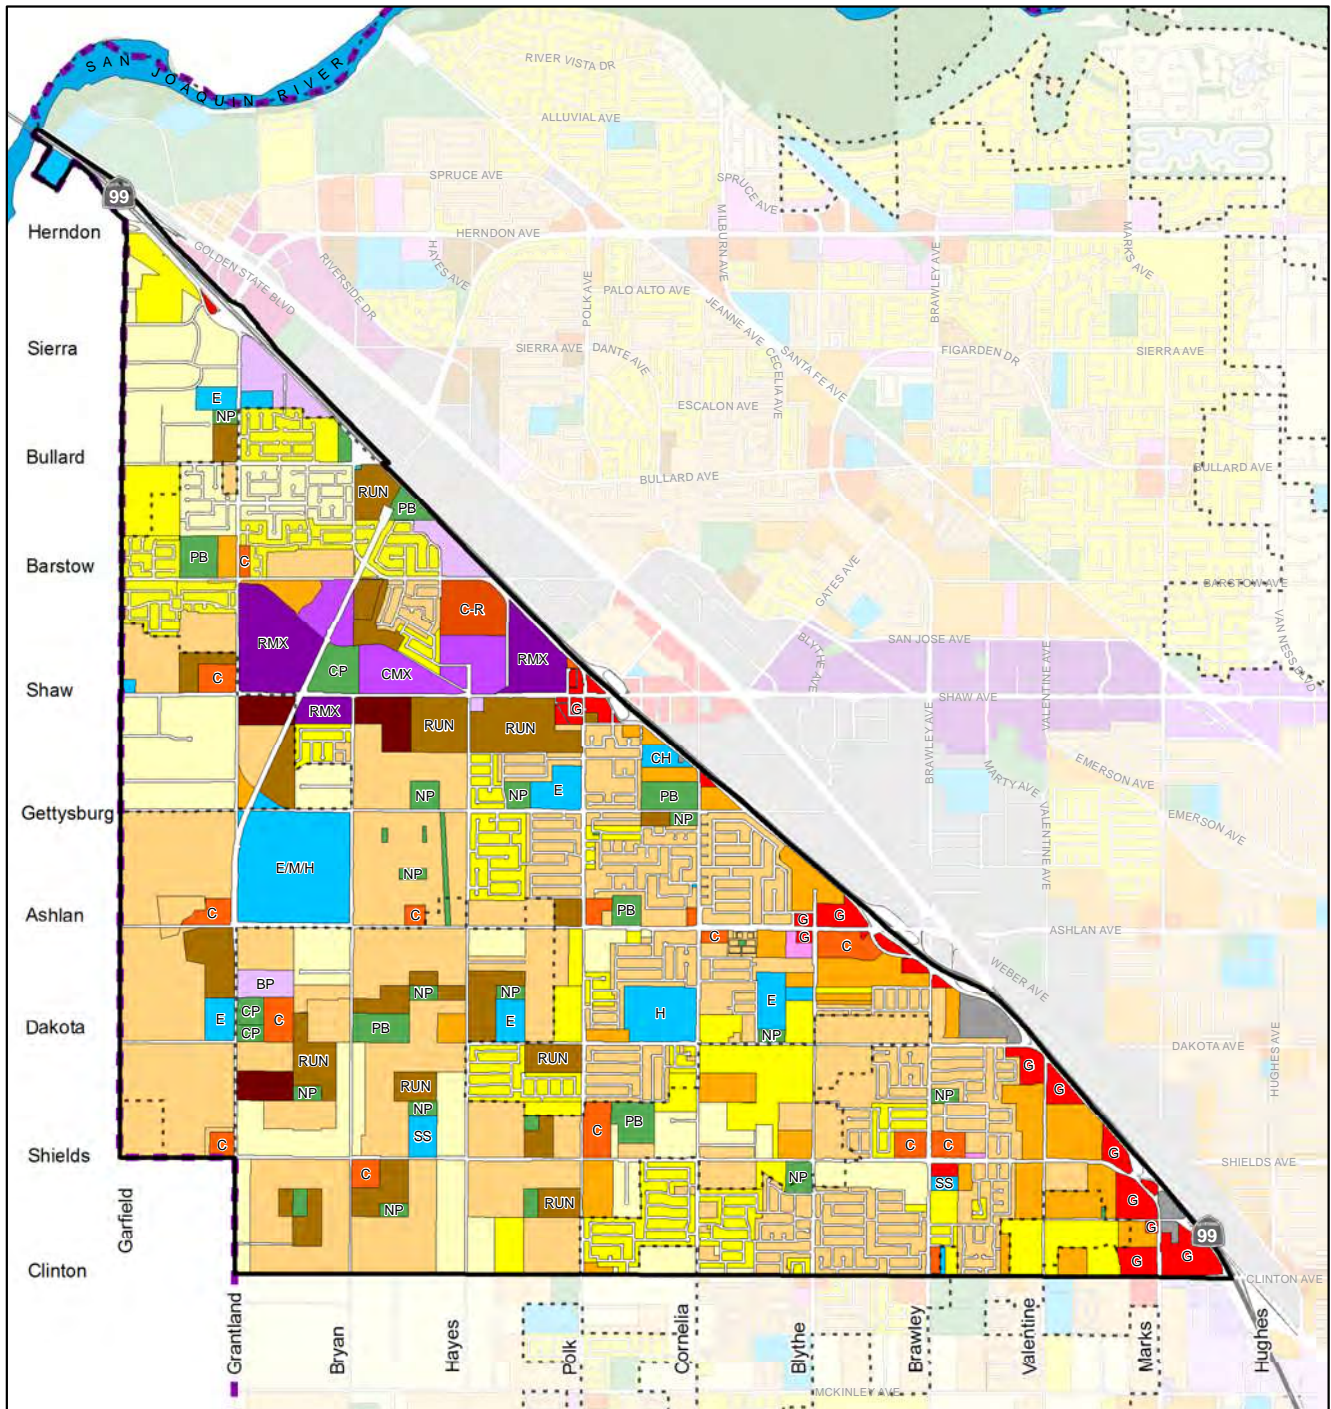 SAN JOAQUIN RIVER
RIVER VISTA DR
ALLUVIAL AVE
SPRUCE AVE
SPRUCE AVE
99
Herndon
HERNDON AVE
GOLDEN STATE BLVD
RIVERSIDE DR
HAYES AVE
MILBURN AVE
BRAWLEY AVE
MARKS AVE
POLK AVE
PALO ALTO AVE
JEANNE AVE
Sierra
SIERRA AVE
DANTE AVE
CECELIA AVE
SANTA FE AVE
FIGARDEN DR
SIERRA AVE
E
NP
ESCALON AVE
Bullard
BULLARD AVE
BULLARD AVE
RUN
PB
PB
C
Barstow
GATES AVE
BARSTOW AVE
VAN NESS BLVD
C-R
RMX
CP
CMX
RMX
C
BLYTHE AVE
SAN JOSE AVE
VALENTINE AVE
Shaw
SHAW AVE
RMX
G
RUN
RUN
BRAWLEY AVE
CH
MARTY AVE
EMERSON AVE
NP
NP
E
PB
NP
VALENTINE AVE
EMERSON AVE
Gettysburg
E/M/H
NP
C
C
PB
G
G
Ashlan
C
G
C
ASHLAN AVE
WEBER AVE
BP
NP
NP
E
CP
C
E
CP
PB
E
H
NP
Dakota
DAKOTA AVE
HUGHES AVE
RUN
RUN
G
NP
RUN
NP
G
NP
SS
C
PB
C
C
C
G
Shields
SHIELDS AVE
C
NP
SS
NP
RUN
G
G
99
G
G
Garfield
Clinton
CLINTON AVE
Grantland
Bryan
Hayes
Polk
Cornelia
Blythe
Brawley
Valentine
Marks
Hughes
MCKINLEY AVE